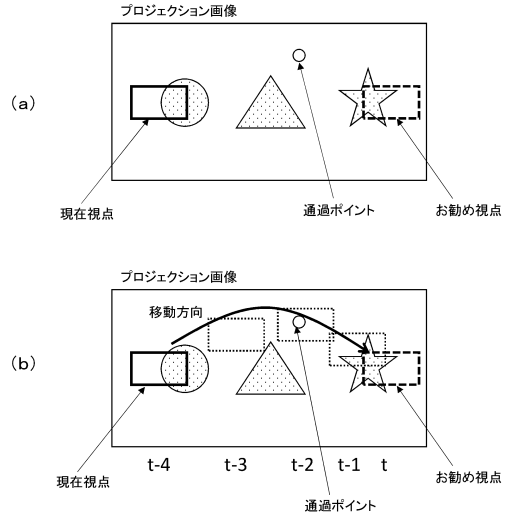 プロジェクション画像
(a)
現在視点
通過ポイント
お勧め視点
プロジェクション画像
移動方向
(b)
t-4 t-3 t-2 t-1 t
現在視点
通過ポイント
お勧め視点